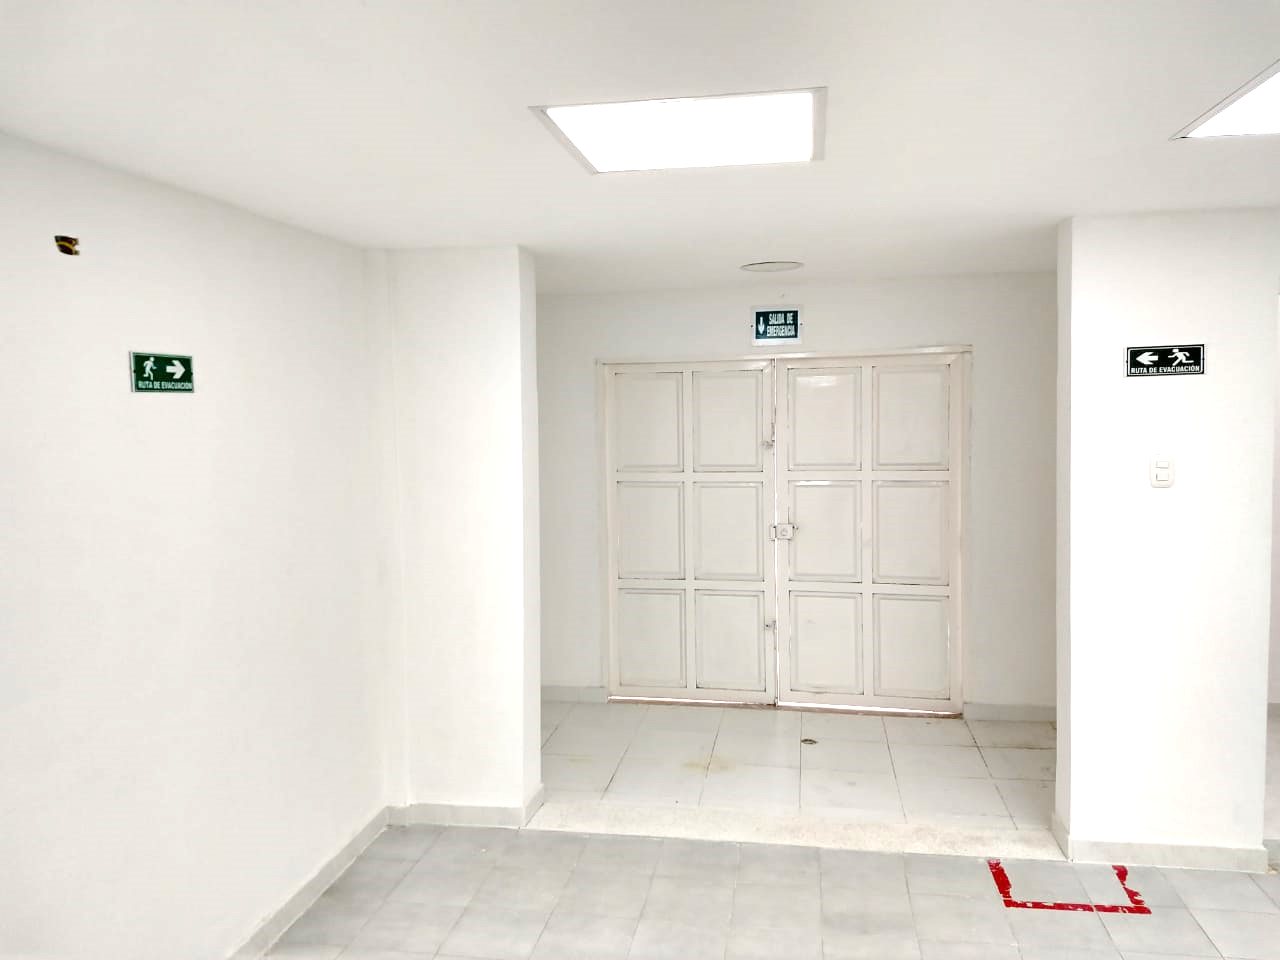 SALIDA DE
EMERGENCIA
RUTA DE EVACUACIÓN
RUTA DE EVACUACIÓN